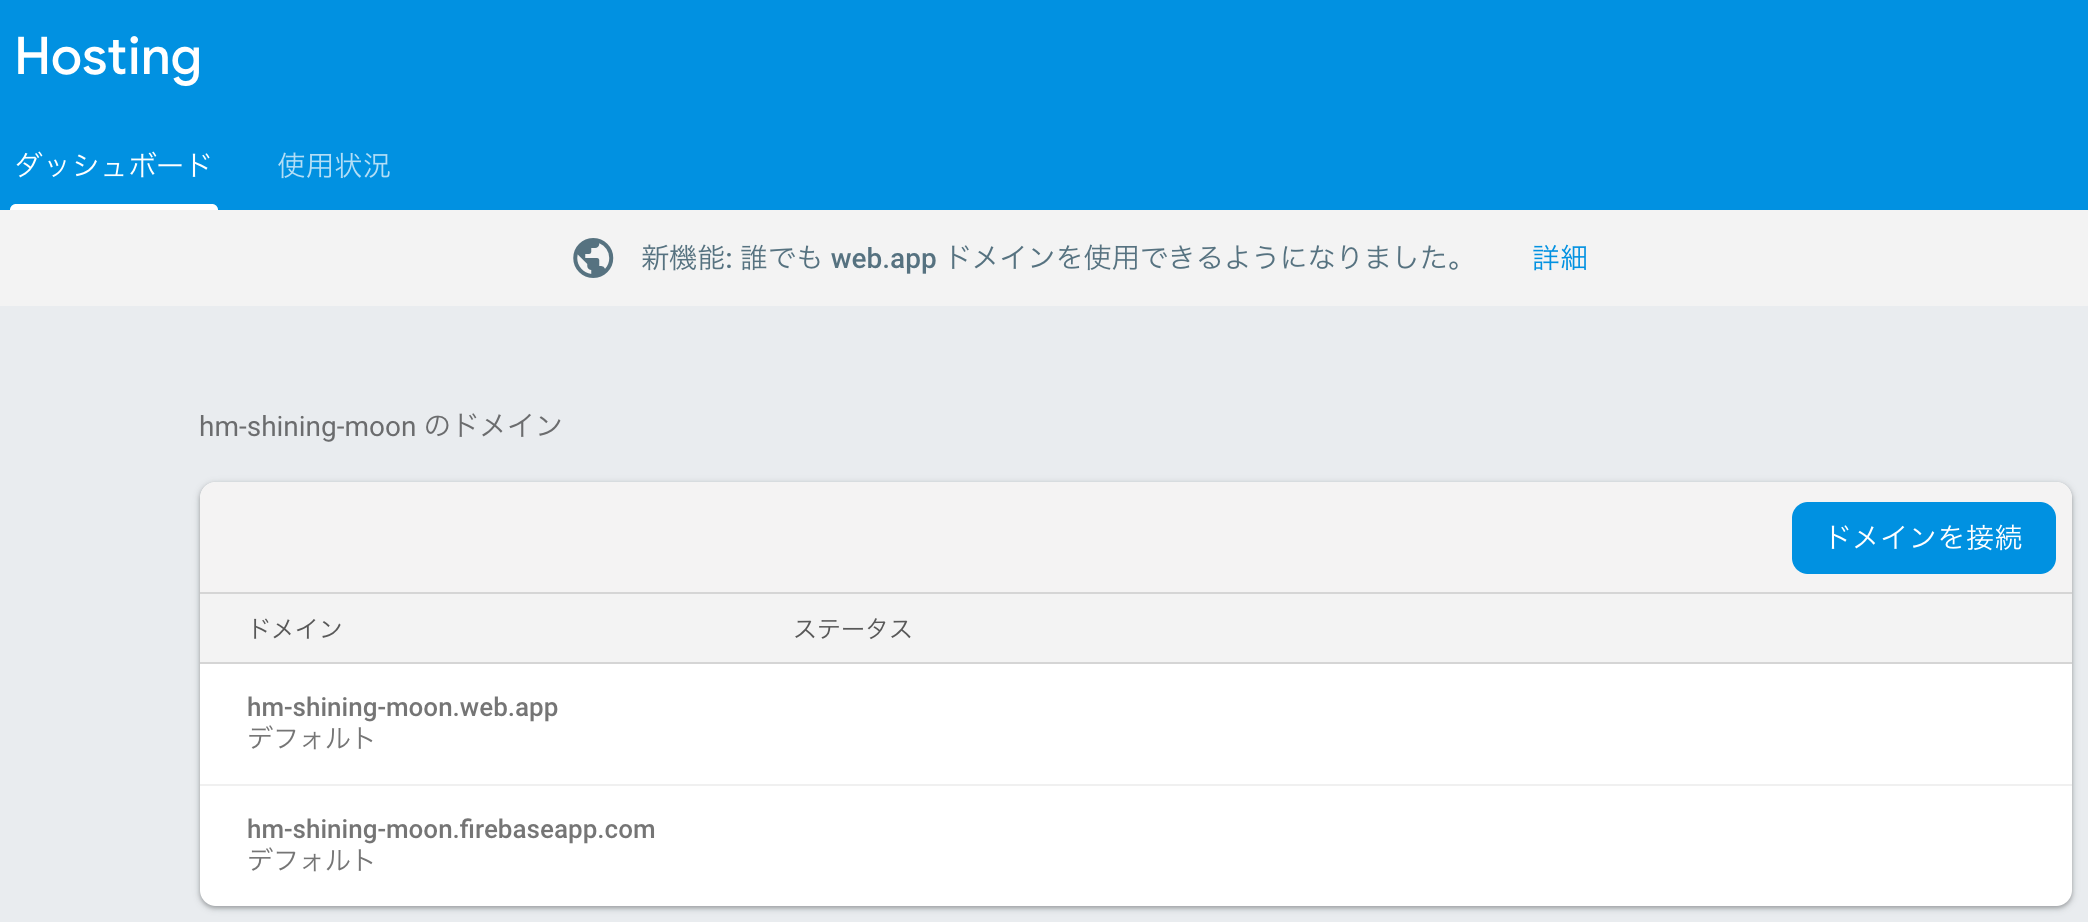 Hosting
ダッシュボード 使用状況
新機能: 誰でも web.app ドメインを使用できるようになりました。 詳細
hm-shining-moon のドメイン
ドメインを接続
ドメイン ステータス
hm-shining-moon.web.app
デフォルト
hm-shining-moon.firebaseapp.com
デフォルト